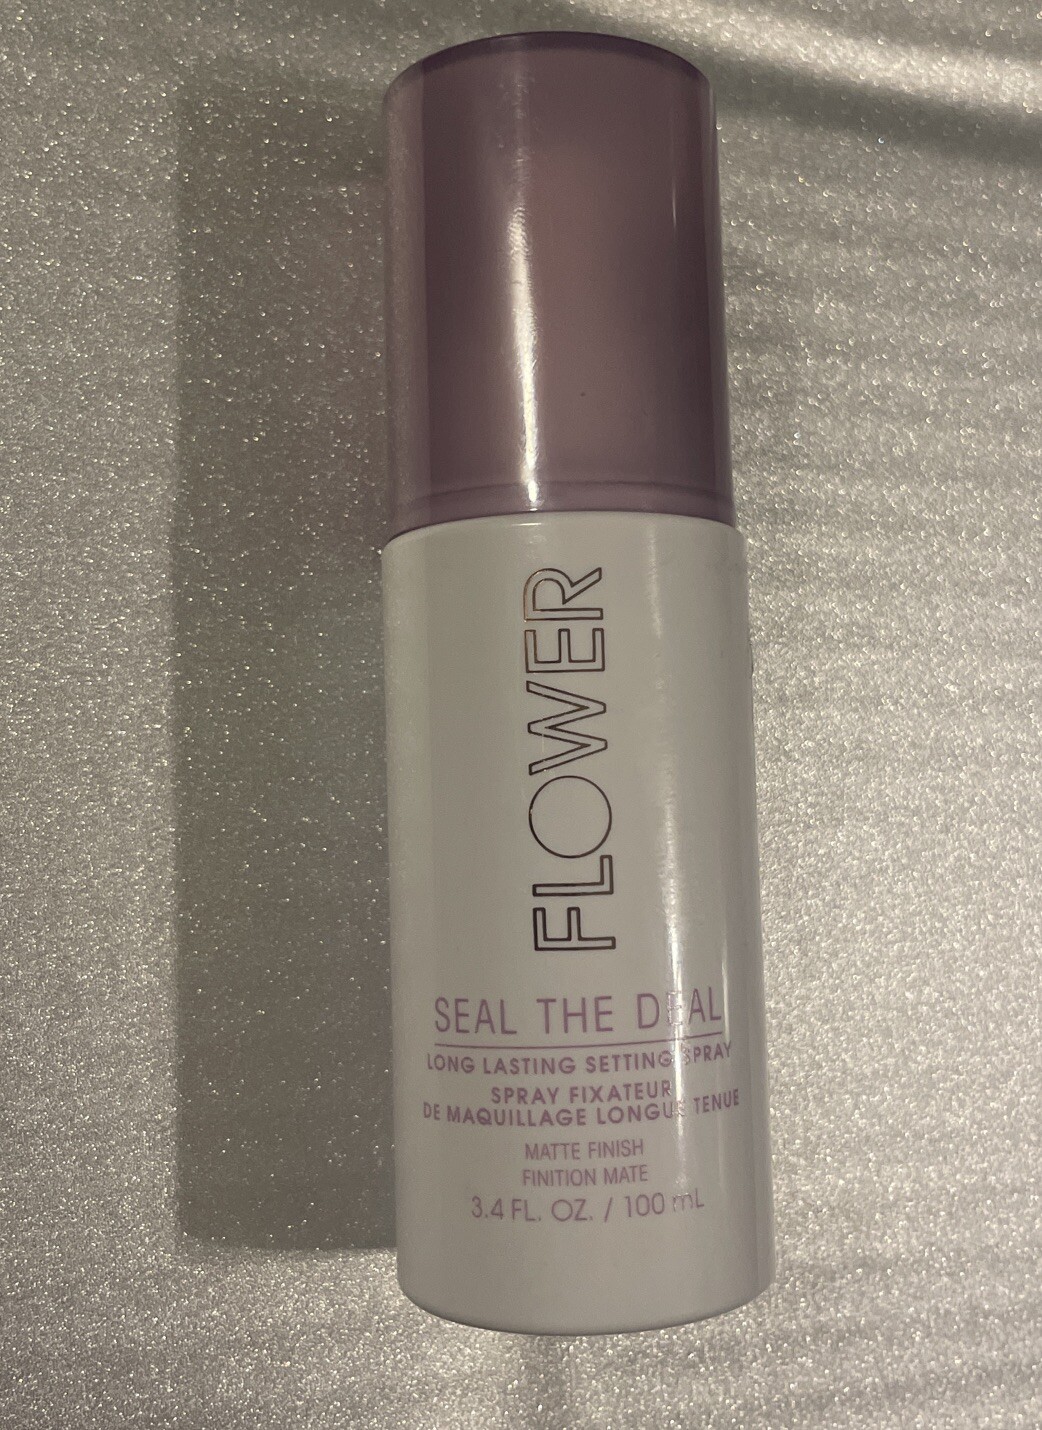 FLOWER
SEAL THE DEAL
LONG LASTING SETTING SPRAY
SPRAY FIXATEUR
DE MAQUILLAGE LONGUE TENUE
MATTE FINISH
FINITION MATE
3.4 FL. OZ. / 100 mL